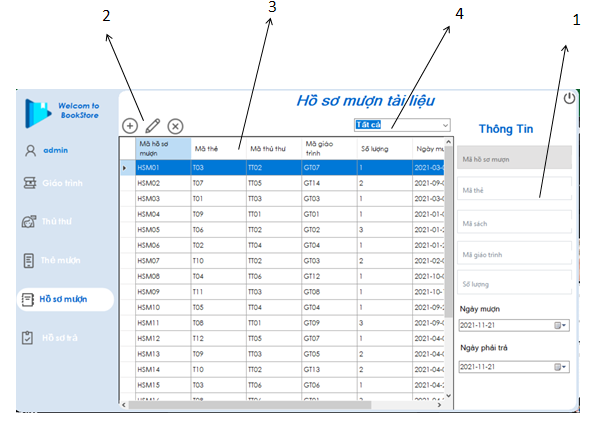 2
3
4
1
Welcom to
BookStore
Hồ sơ mượn tài liệu
Tất cả
Thông Tin
admin
Giáo trình
Thủ thư
Thẻ mượn
Hồ sơ mượn
Hồ sơ trả
Mã hồ sơ mượn Mã thẻ Mã thủ thư Mã giáo trình Số lượng Ngày mư
HSM01 T03 TT02 GT07 1 2021-03-
HSM02 T07 TT05 GT14 2 2021-09-
HSM03 T01 TT03 GT03 1 2021-03-
HSM04 T09 TT01 GT01 1 2021-01-
HSM05 T06 TT02 GT02 3 2021-01-
HSM06 T02 TT04 GT04 1 2021-01-
HSM07 T10 TT02 GT03 2 2021-02-
HSM08 T04 TT06 GT12 1 2021-10-
HSM09 T11 TT03 GT08 1 2021-10-
HSM10 T05 TT04 GT04 1 2021-09-
HSM11 T08 TT01 GT09 3 2021-09-
HSM12 T12 TT05 GT07 1 2021-04-
HSM13 T09 TT03 GT05 2 2021-04-
HSM14 T10 TT02 GT13 2 2021-04-
HSM15 T03 TT06 GT06 1 2021-04-
Mã hồ sơ mượn
Mã thẻ
Mã sách
Mã giáo trình
Số lượng
Ngày mượn
2021-11-21
Ngày phải trả
2021-11-21